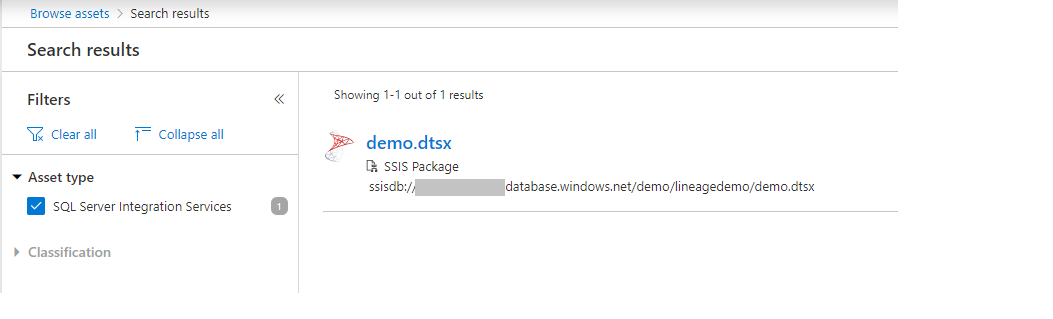 Browse assets > Search results
Search results
Filters
Clear all Collapse all
Asset type
SQL Server Integration Services 1
Classification
Showing 1-1 out of 1 results
demo.dtsx
SSIS Package
ssisdb://database.windows.net/demo/lineagedemo/demo.dtsx